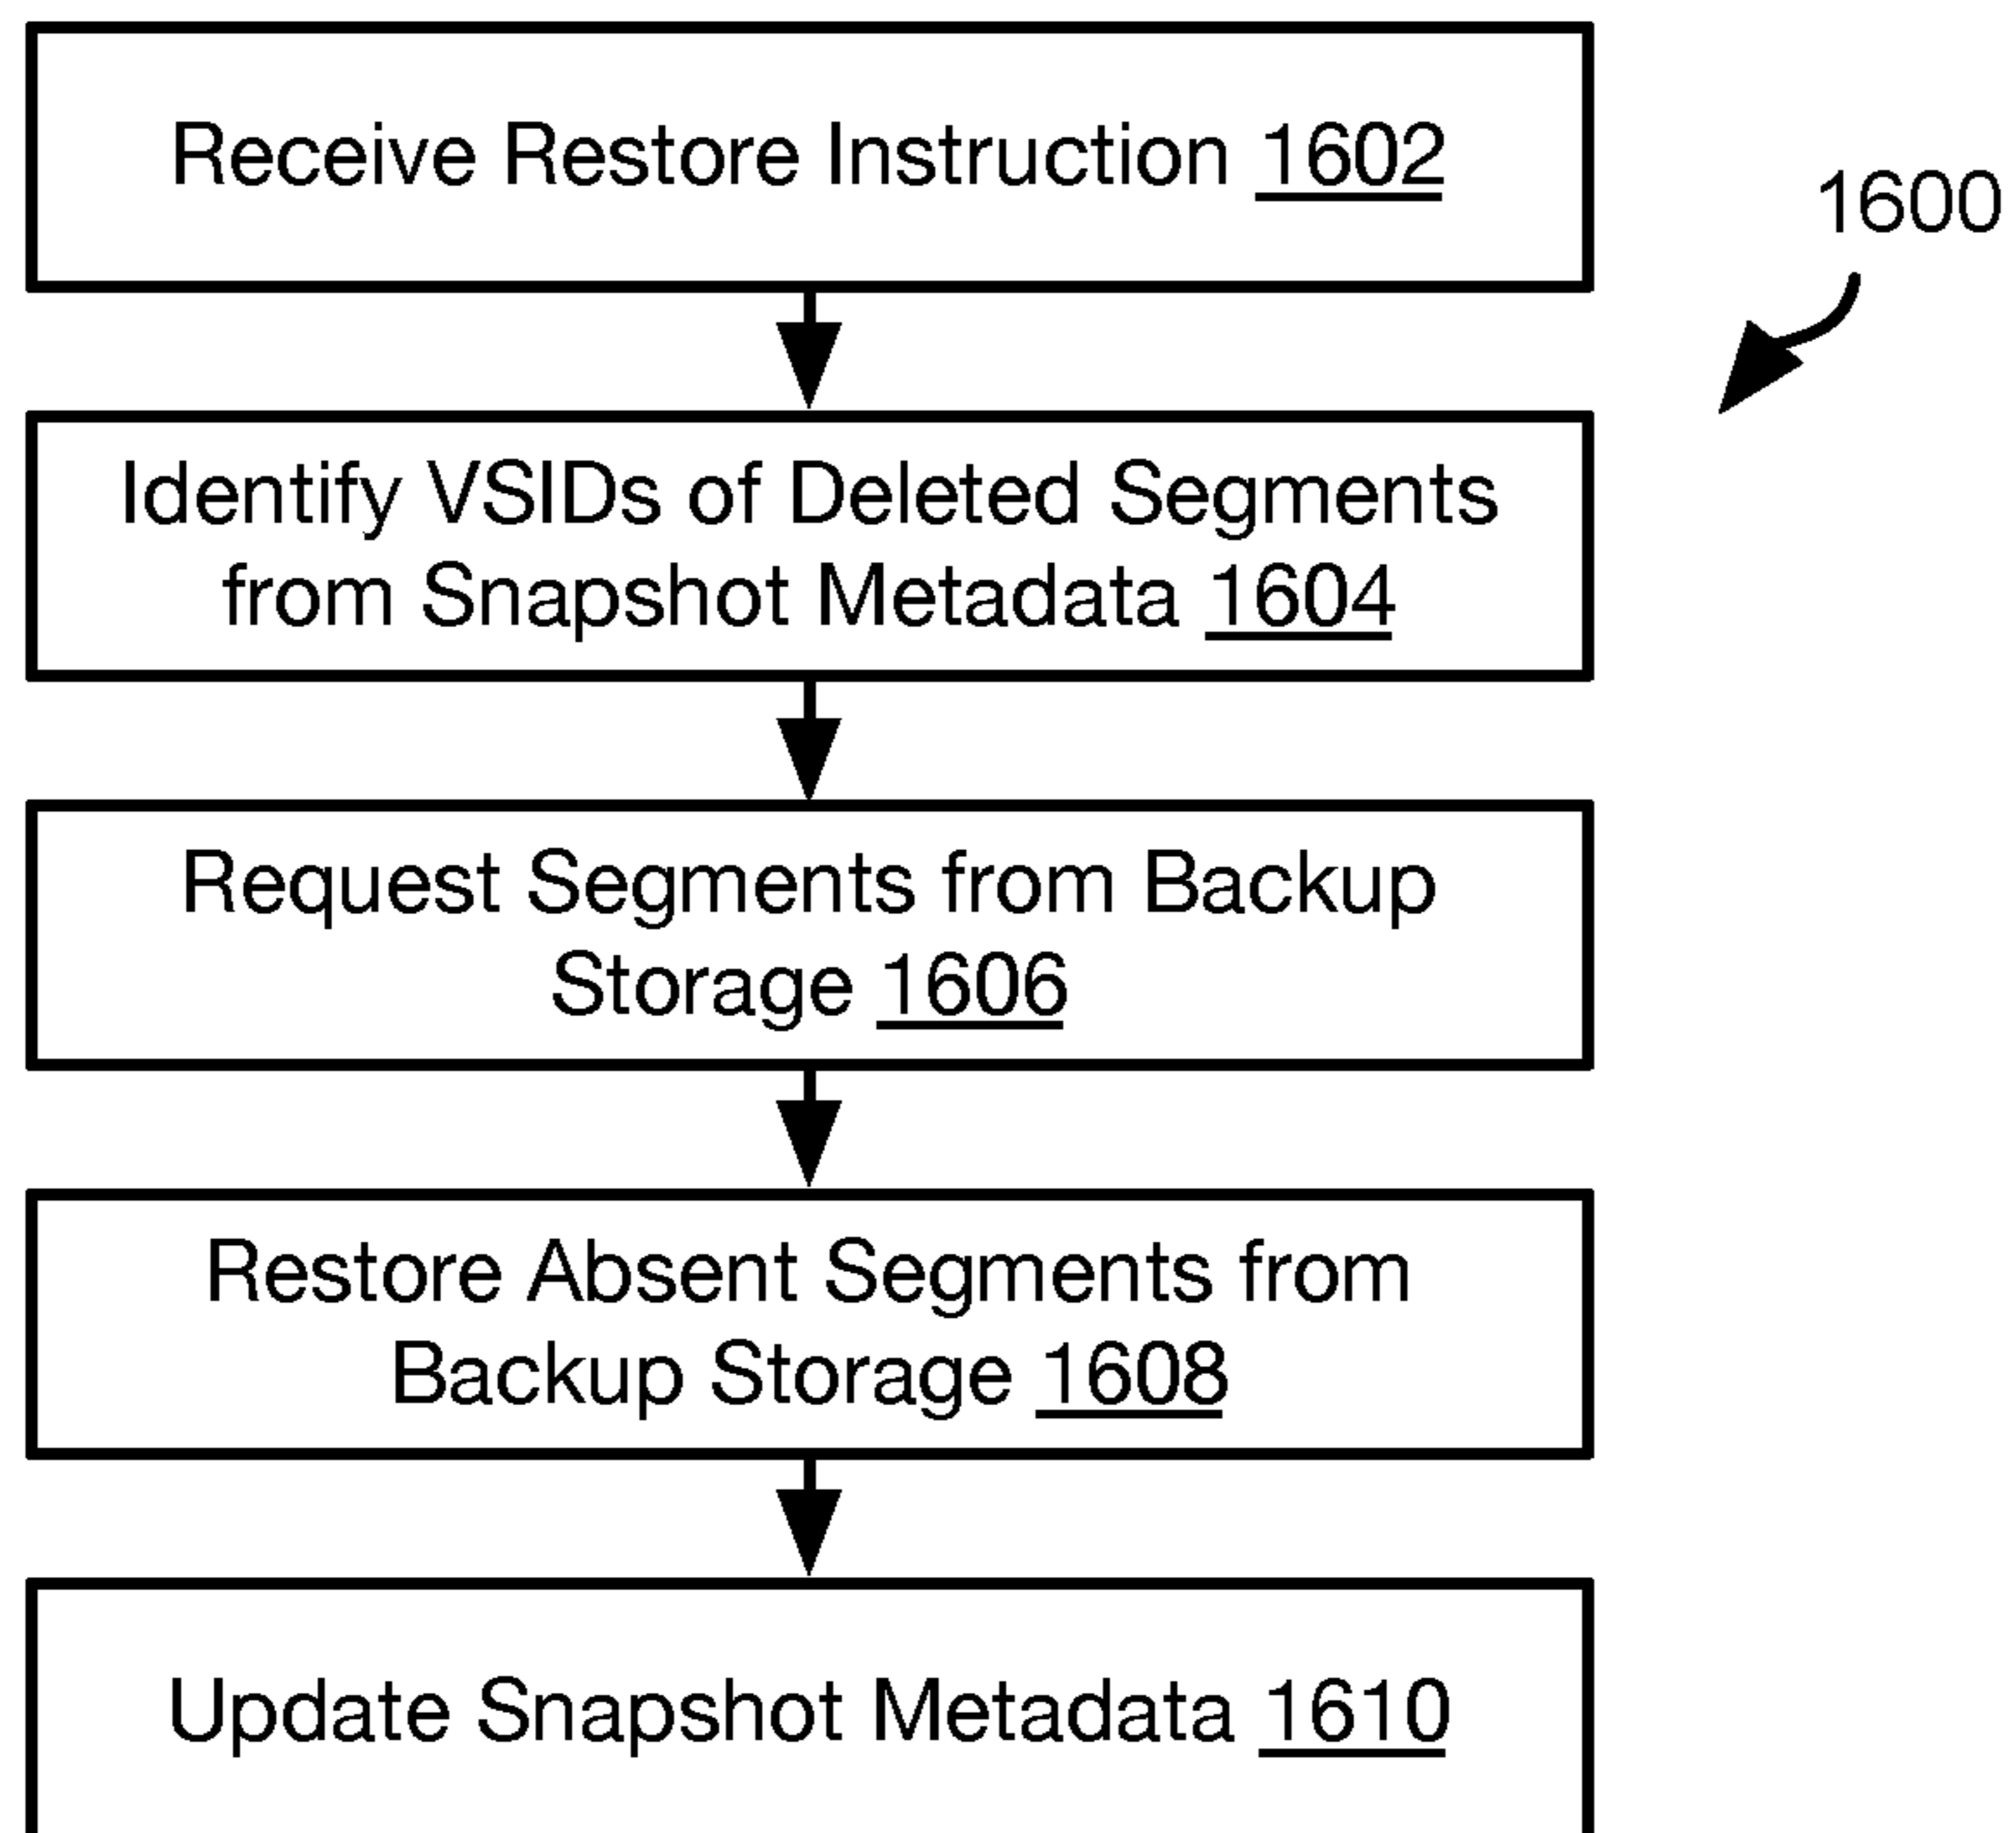 Receive Restore Instruction 1602
1600
Identify VSIDs of Deleted Segments
from Snapshot Metadata 1604
Request Segments from Backup
Storage 1606
Restore Absent Segments from
Backup Storage 1608
Update Snapshot Metadata 1610